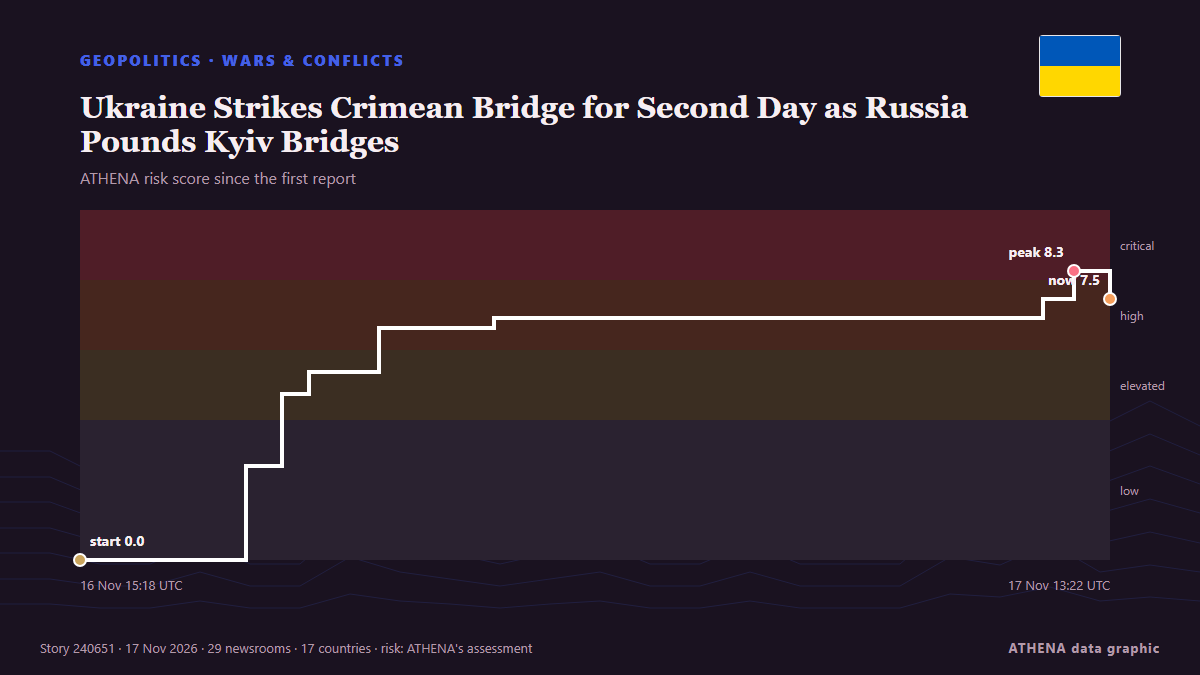 GEOPOLITICS · WARS & CONFLICTS
Ukraine Strikes Crimean Bridge for Second Day as Russia
Pounds Kyiv Bridges
ATHENA risk score since the first report
critical
peak 8.3
now 7.5
high
elevated
low
start 0.0
16 Nov 15:18 UTC
17 Nov 13:22 UTC
Story 240651 · 17 Nov 2026 · 29 newsrooms · 17 countries · risk: ATHENA's assessment
ATHENA data graphic